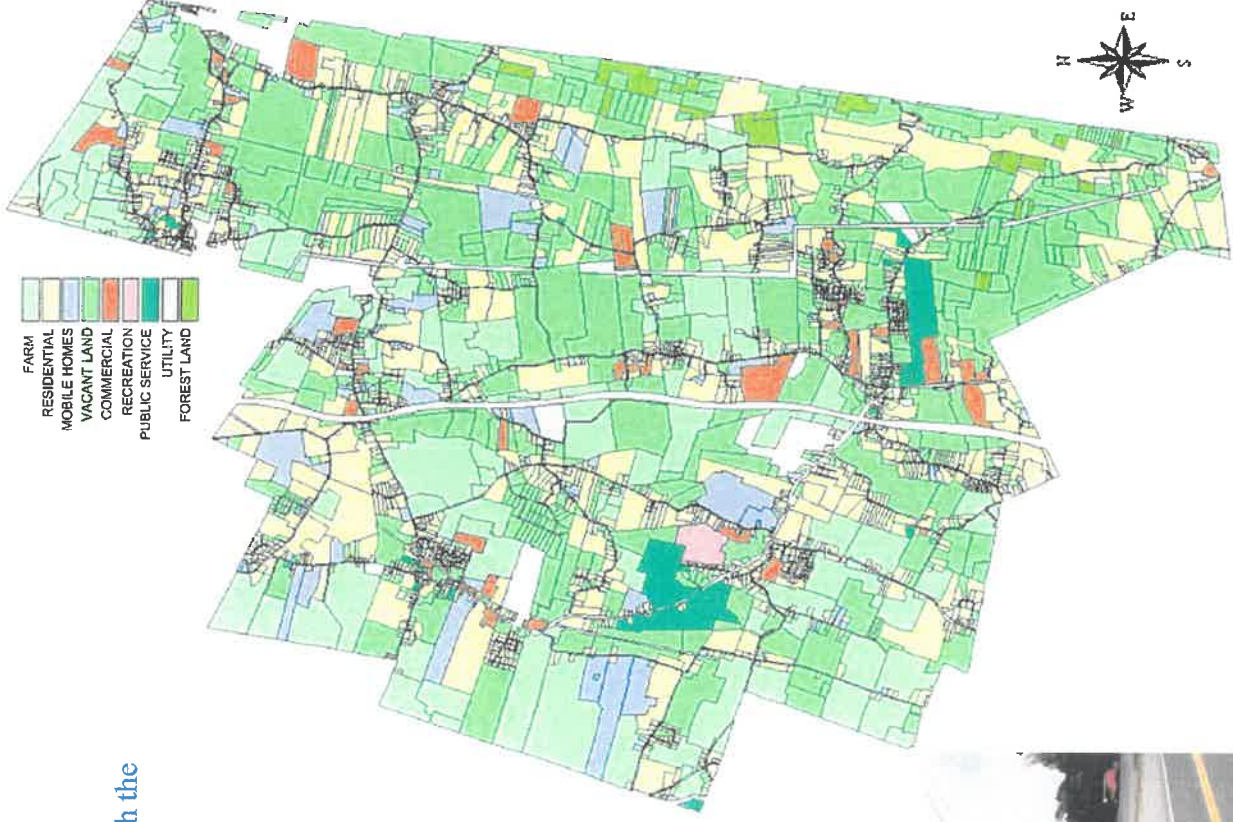 FARM
RESIDENTIAL
MOBILE HOMES
VACANT LAND
COMMERCIAL
RECREATION
PUBLIC SERVICE
UTILITY
FOREST LAND
N
W E
S
h the